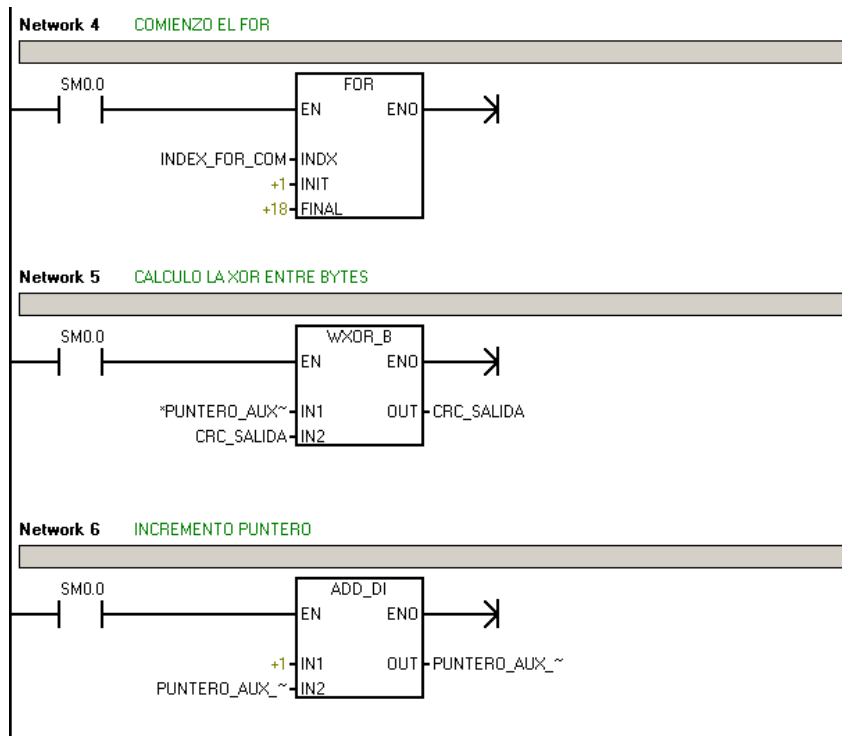 Network 4 COMIENZO EL FOR
SM0.0
FOR
EN ENO
INDEX_FOR_COM INDX
+1 INIT
+18 FINAL
Network 5 CALCULO LA XOR ENTRE BYTES
SM0.0
WXOR_B
EN ENO
*PUNTERO_AUX~ IN1 OUT CRC_SALIDA
CRC_SALIDA IN2
Network 6 INCREMENTO PUNTERO
SM0.0
ADD_DI
EN ENO
+1 IN1 OUT PUNTERO_AUX_~
PUNTERO_AUX_~ IN2